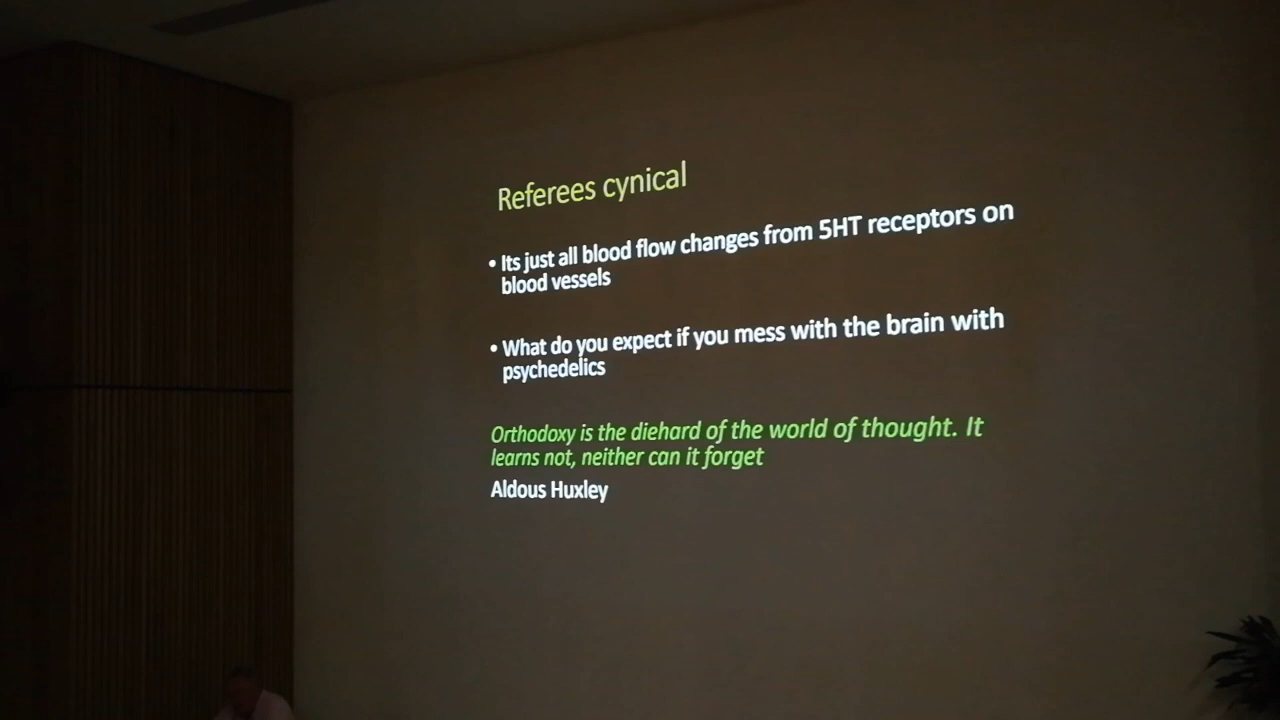 Referees cynical
• Its just all blood flow changes from 5HT receptors on
blood vessels
• What do you expect if you mess with the brain with
psychedelics
Orthodoxy is the diehard of the world of thought. It
learns not, neither can it forget
Aldous Huxley